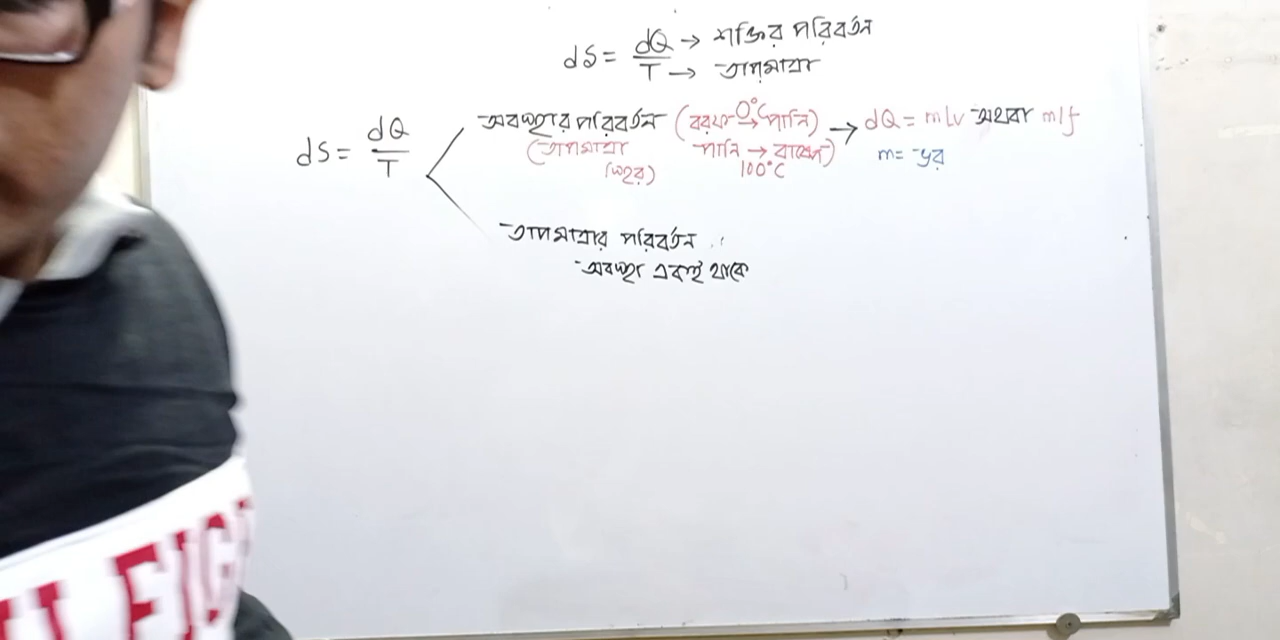 dS = dQ/T → শক্তির পরিবর্তন
→ তাপমাত্রা
dS = dQ/T
অবস্থার পরিবর্তন (বরফ 0°C → পানি) → dQ = mlv অথবা mlf
(তাপমাত্রা স্থির) পানি → বাষ্প) m = ভর
100°C
তাপমাত্রার পরিবর্তন
অবস্থা একই থাকে